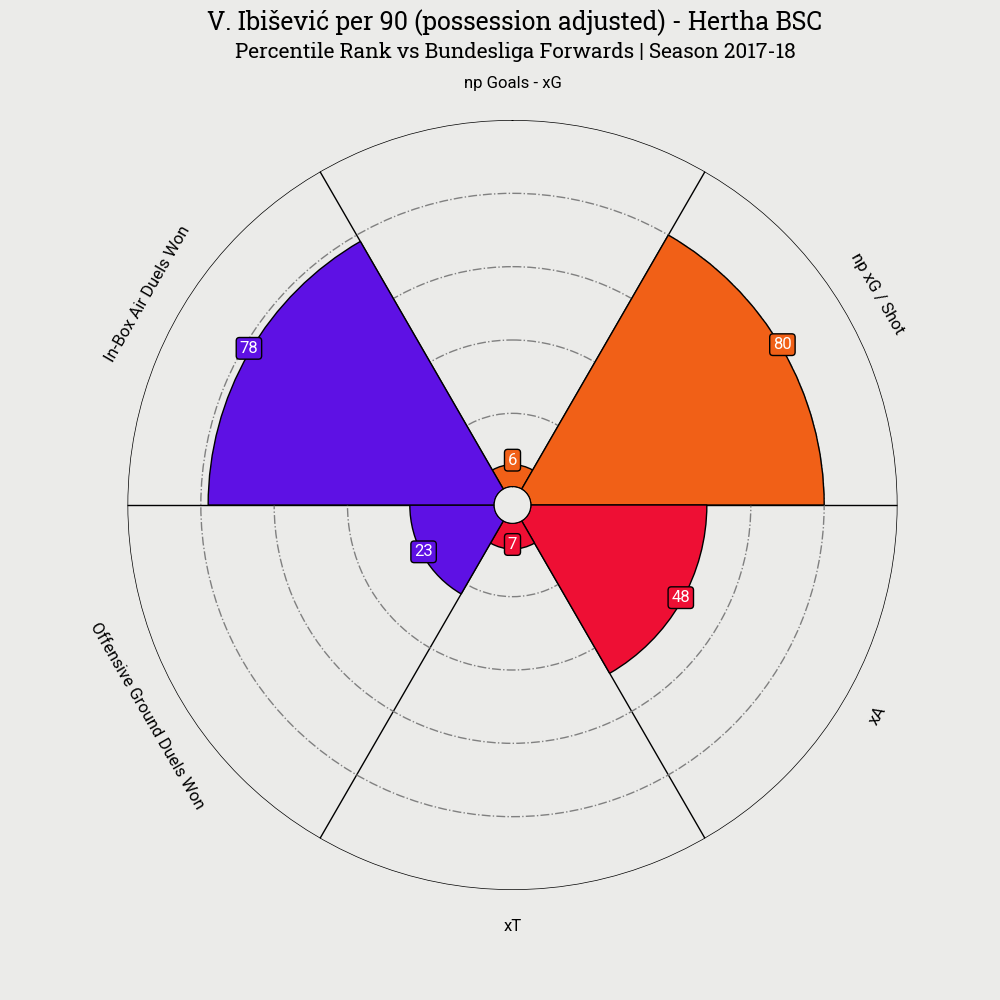 V. Ibišević per 90 (possession adjusted) - Hertha BSC
Percentile Rank vs Bundesliga Forwards | Season 2017-18
np Goals - xG
In-Box Air Duels Won
np xG / Shot
78
80
6
23
7
48
Offensive Ground Duels Won
xA
xT